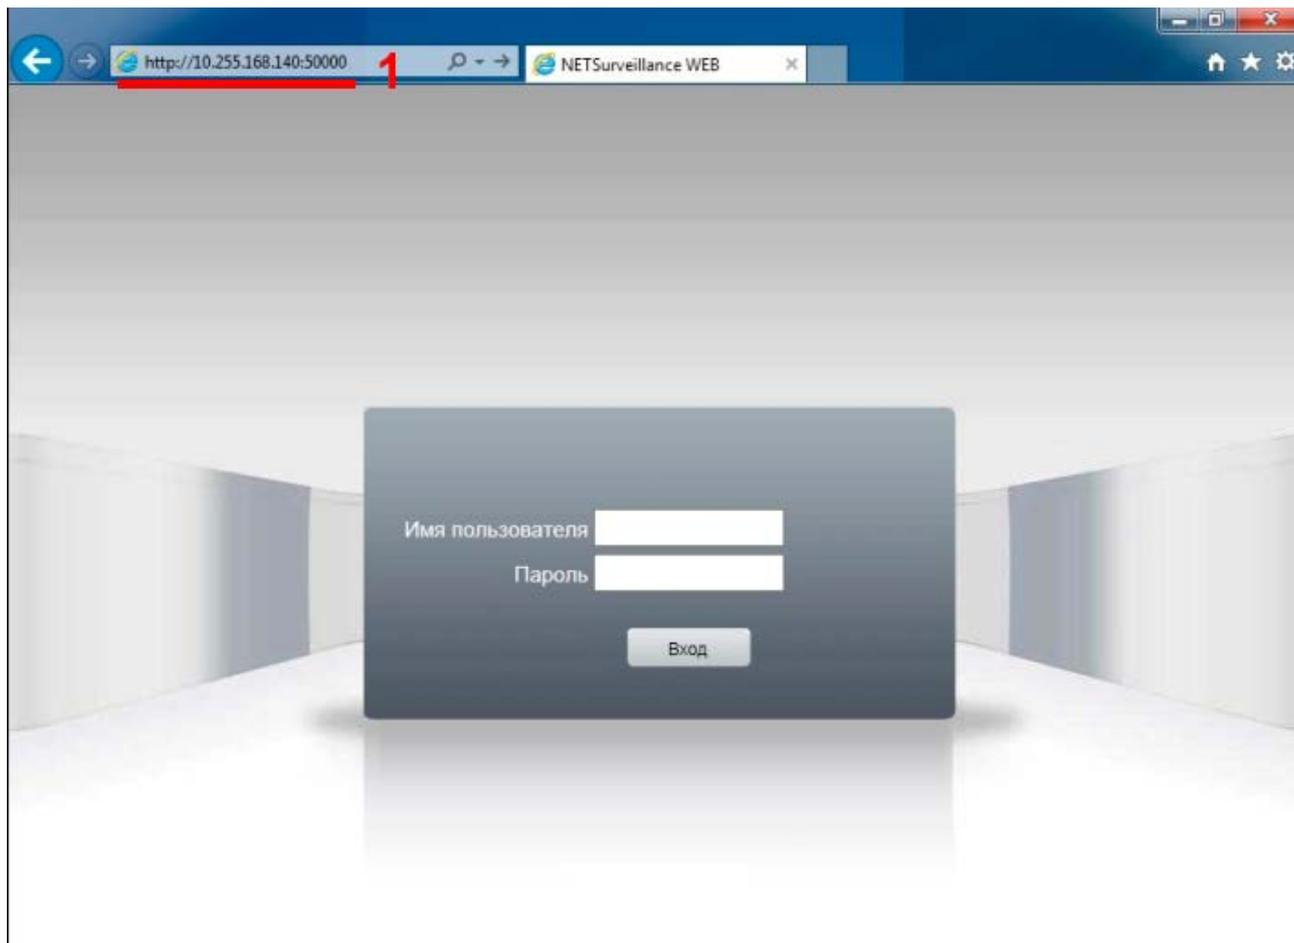 http://10.255.168.140:50000
1
NETSurveillance WEB
Имя пользователя
Пароль
Вход